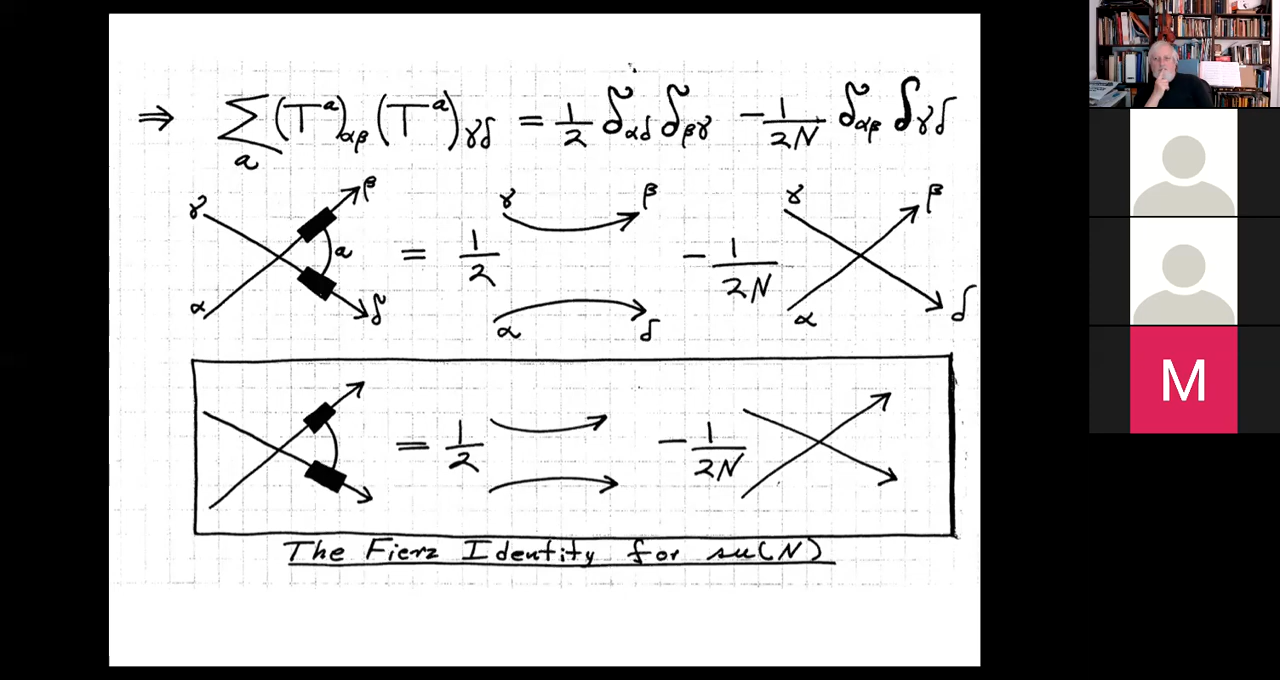 ⇒ ∑ₐ (Tᵃ)αβ (Tᵃ)γδ = 1/2 δαδ δβγ - 1/2N δαβ δγδ
γ β a α δ = 1/2 γ β α δ - 1/2N γ β α δ
= 1/2 - 1/2N
The Fierz Identity for su(N)
M